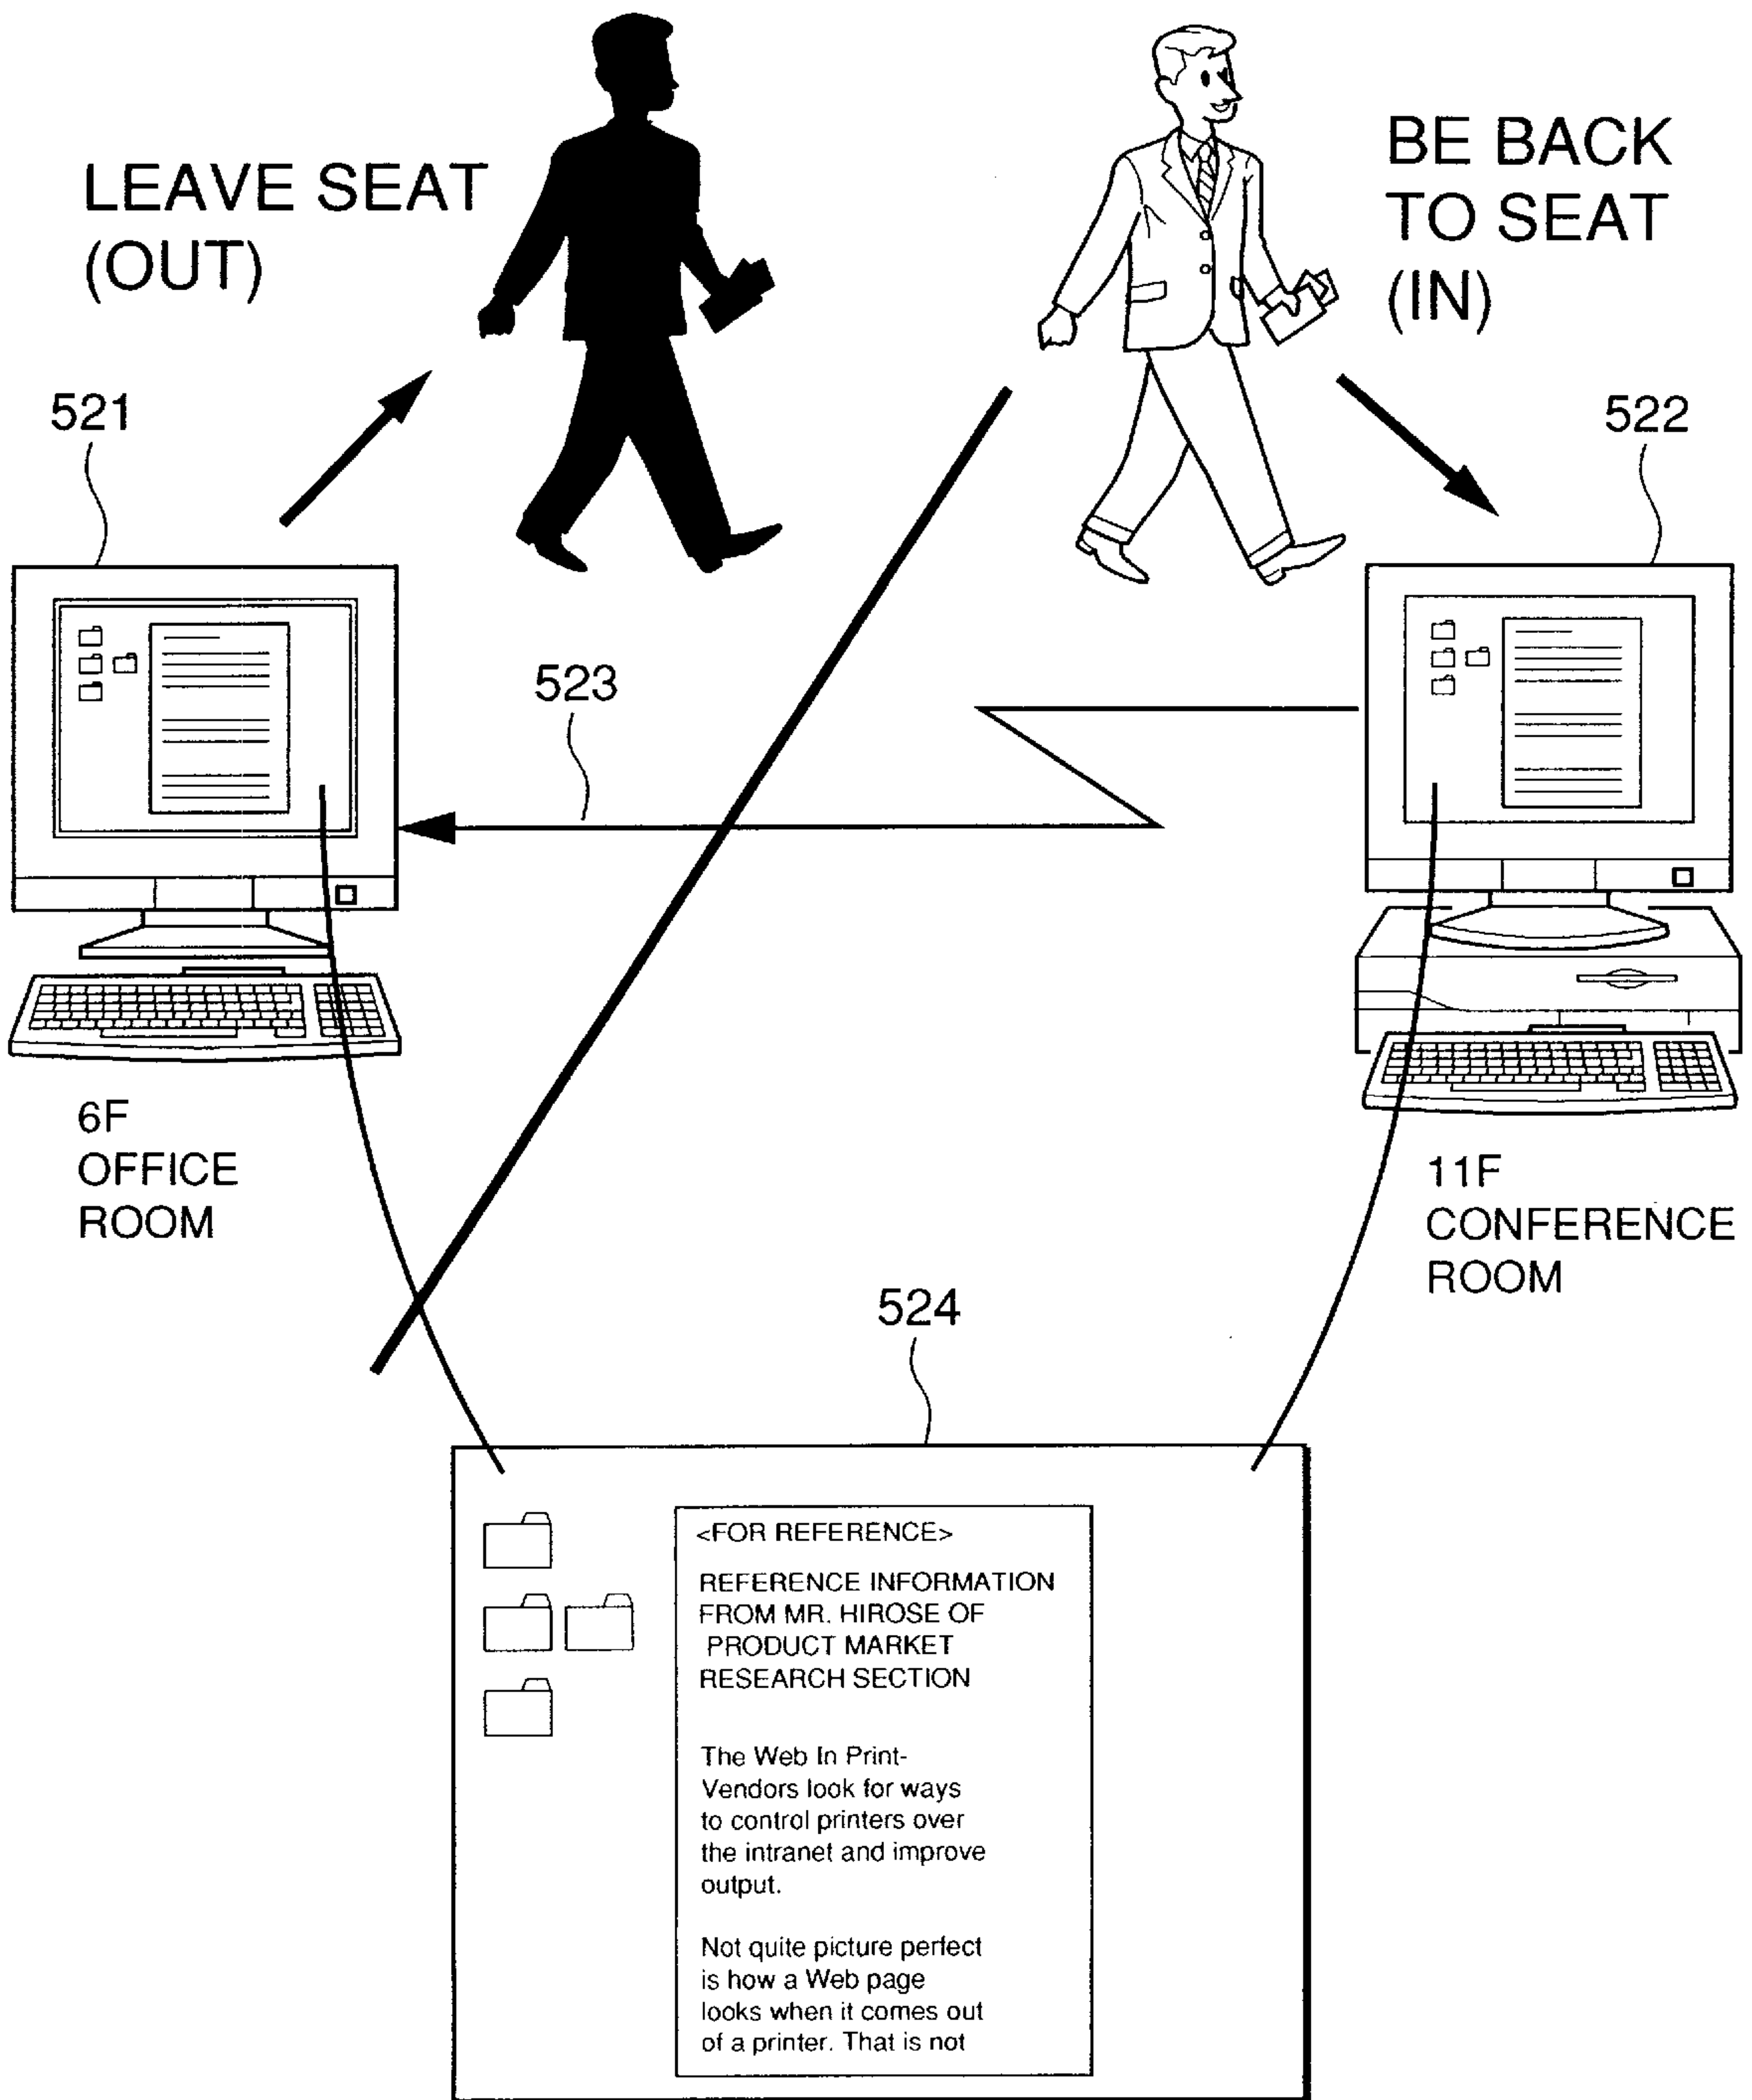 LEAVE SEAT
(OUT)
BE BACK
TO SEAT
(IN)
521
522
523
6F
OFFICE
ROOM
11F
CONFERENCE
ROOM
524
<FOR REFERENCE>
REFERENCE INFORMATION
FROM MR. HIROSE OF
PRODUCT MARKET
RESEARCH SECTION
The Web In Print-
Vendors look for ways
to control printers over
the intranet and improve
output.
Not quite picture perfect
is how a Web page
looks when it comes out
of a printer. That is not